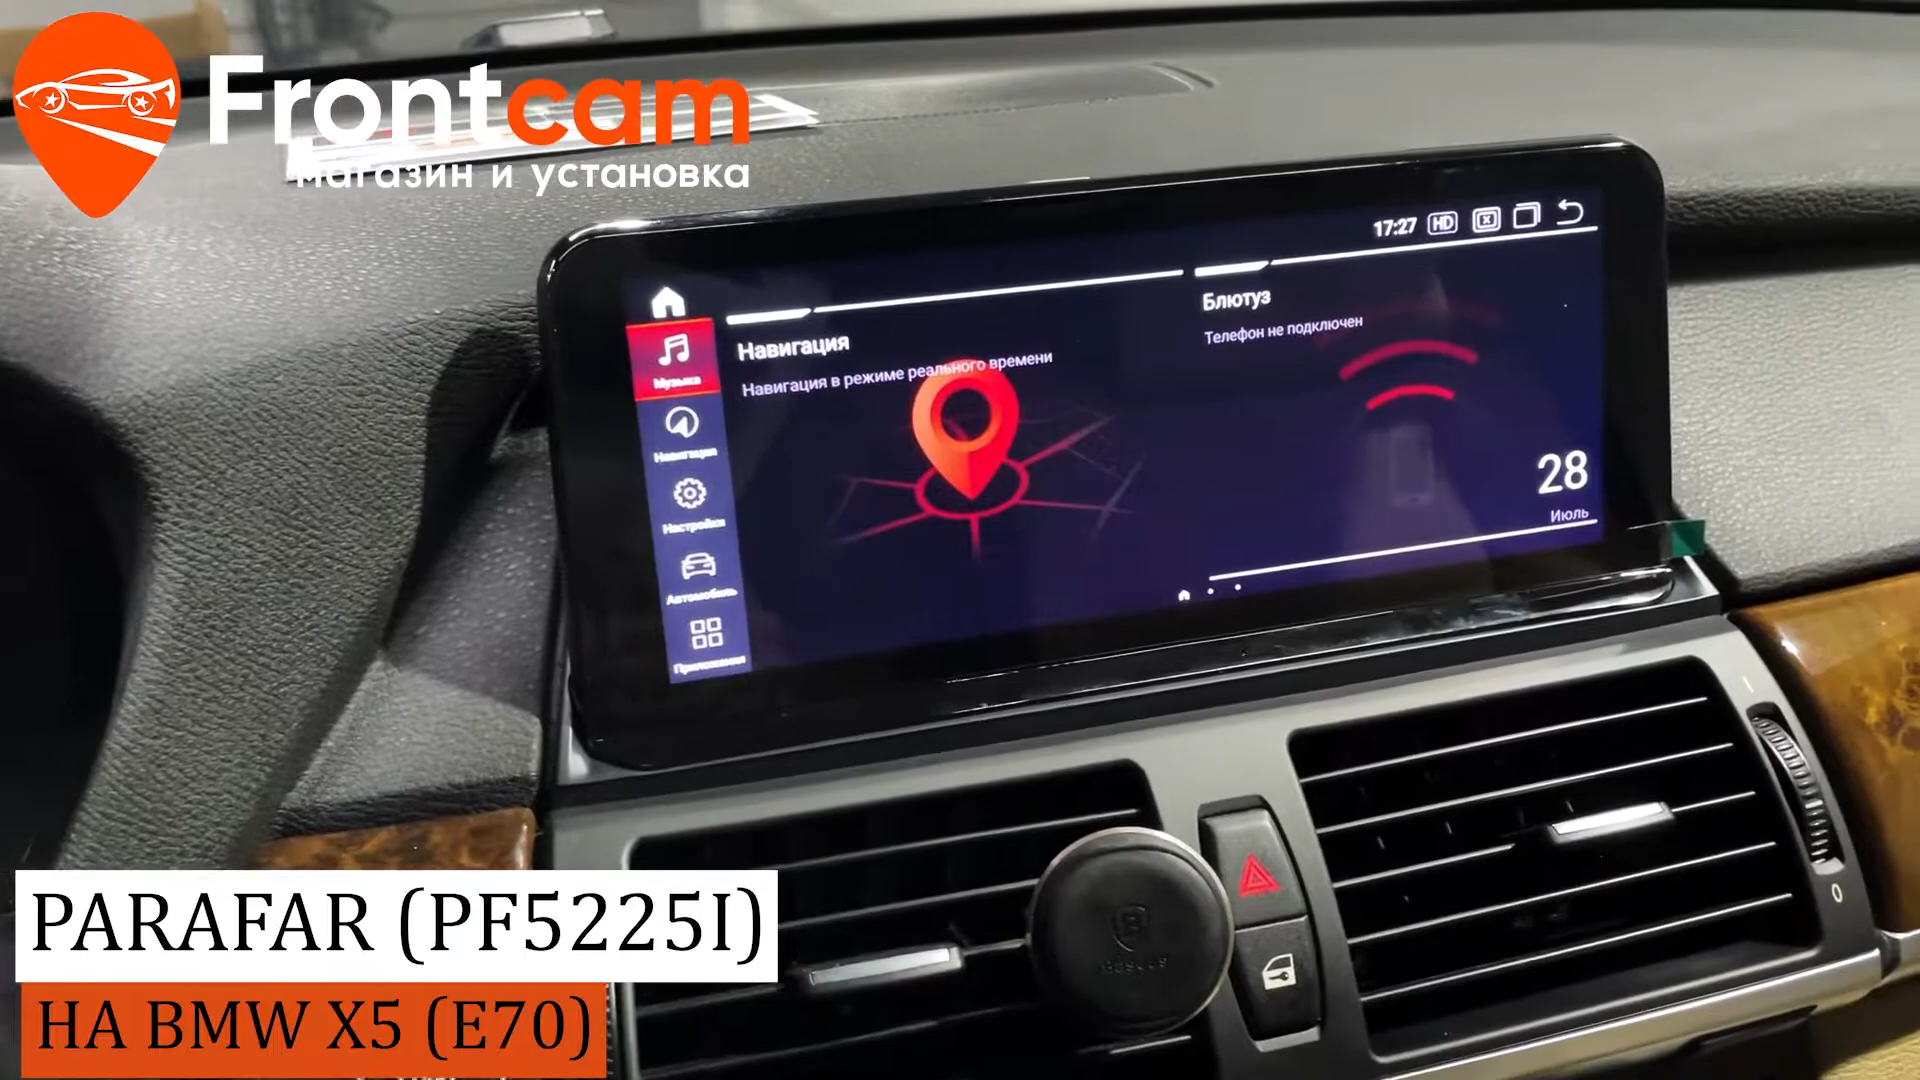 Frontcam
магазин и установка
17:27 HD
Музыка
Навигация
Настройки
Автомобиль
Приложения
Навигация
Навигация в режиме реального времени
Блютуз
Телефон не подключен
28
Июль
0
PARAFAR (PF5225I)
НА BMW X5 (E70)